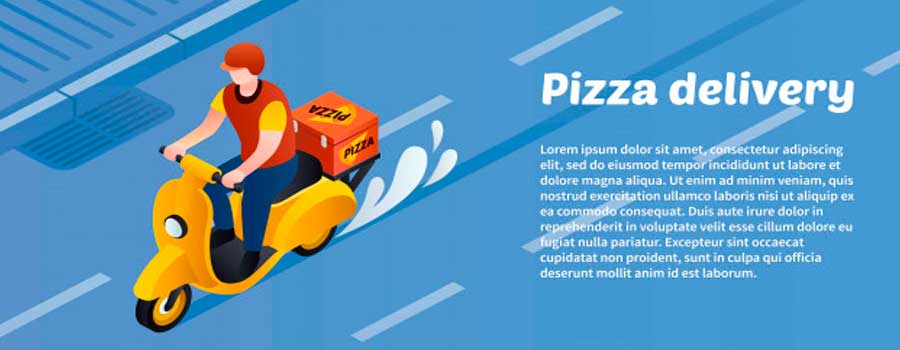 PIZZA
PIZZA
Pizza delivery
Lorem ipsum dolor sit amet, consectetur adipiscing
elit, sed do eiusmod tempor incididunt ut labore et
dolore magna aliqua. Ut enim ad minim veniam, quis
nostrud exercitation ullamco laboris nisi ut aliquip ex
ea commodo consequat. Duis aute irure dolor in
reprehenderit in voluptate velit esse cillum dolore eu
fugiat nulla pariatur. Excepteur sint occaecat
cupidatat non proident, sunt in culpa qui officia
deserunt mollit anim id est laborum.